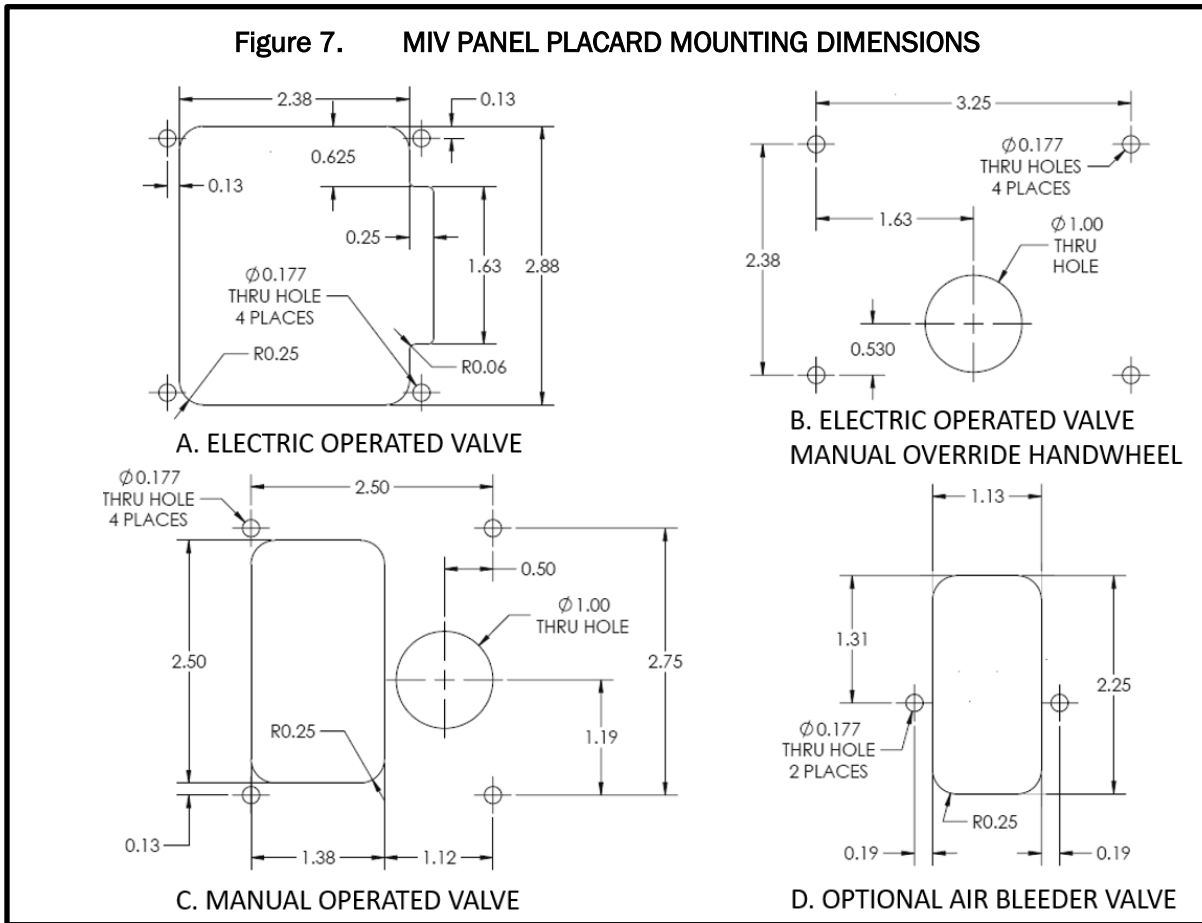 Figure 7. MIV PANEL PLACARD MOUNTING DIMENSIONS
2.38
0.13
0.625
0.13
0.25
1.63
2.88
Ø0.177
THRU HOLE
4 PLACES
R0.25
R0.06
A. ELECTRIC OPERATED VALVE
3.25
Ø0.177
THRU HOLES
4 PLACES
1.63
Ø1.00
THRU
HOLE
2.38
0.530
B. ELECTRIC OPERATED VALVE
MANUAL OVERRIDE HANDWHEEL
Ø0.177
THRU HOLE
4 PLACES
2.50
0.50
Ø1.00
THRU HOLE
2.50
2.75
R0.25
1.19
0.13
1.38
1.12
C. MANUAL OPERATED VALVE
1.13
1.31
2.25
Ø0.177
THRU HOLE
2 PLACES
R0.25
0.19
0.19
D. OPTIONAL AIR BLEEDER VALVE